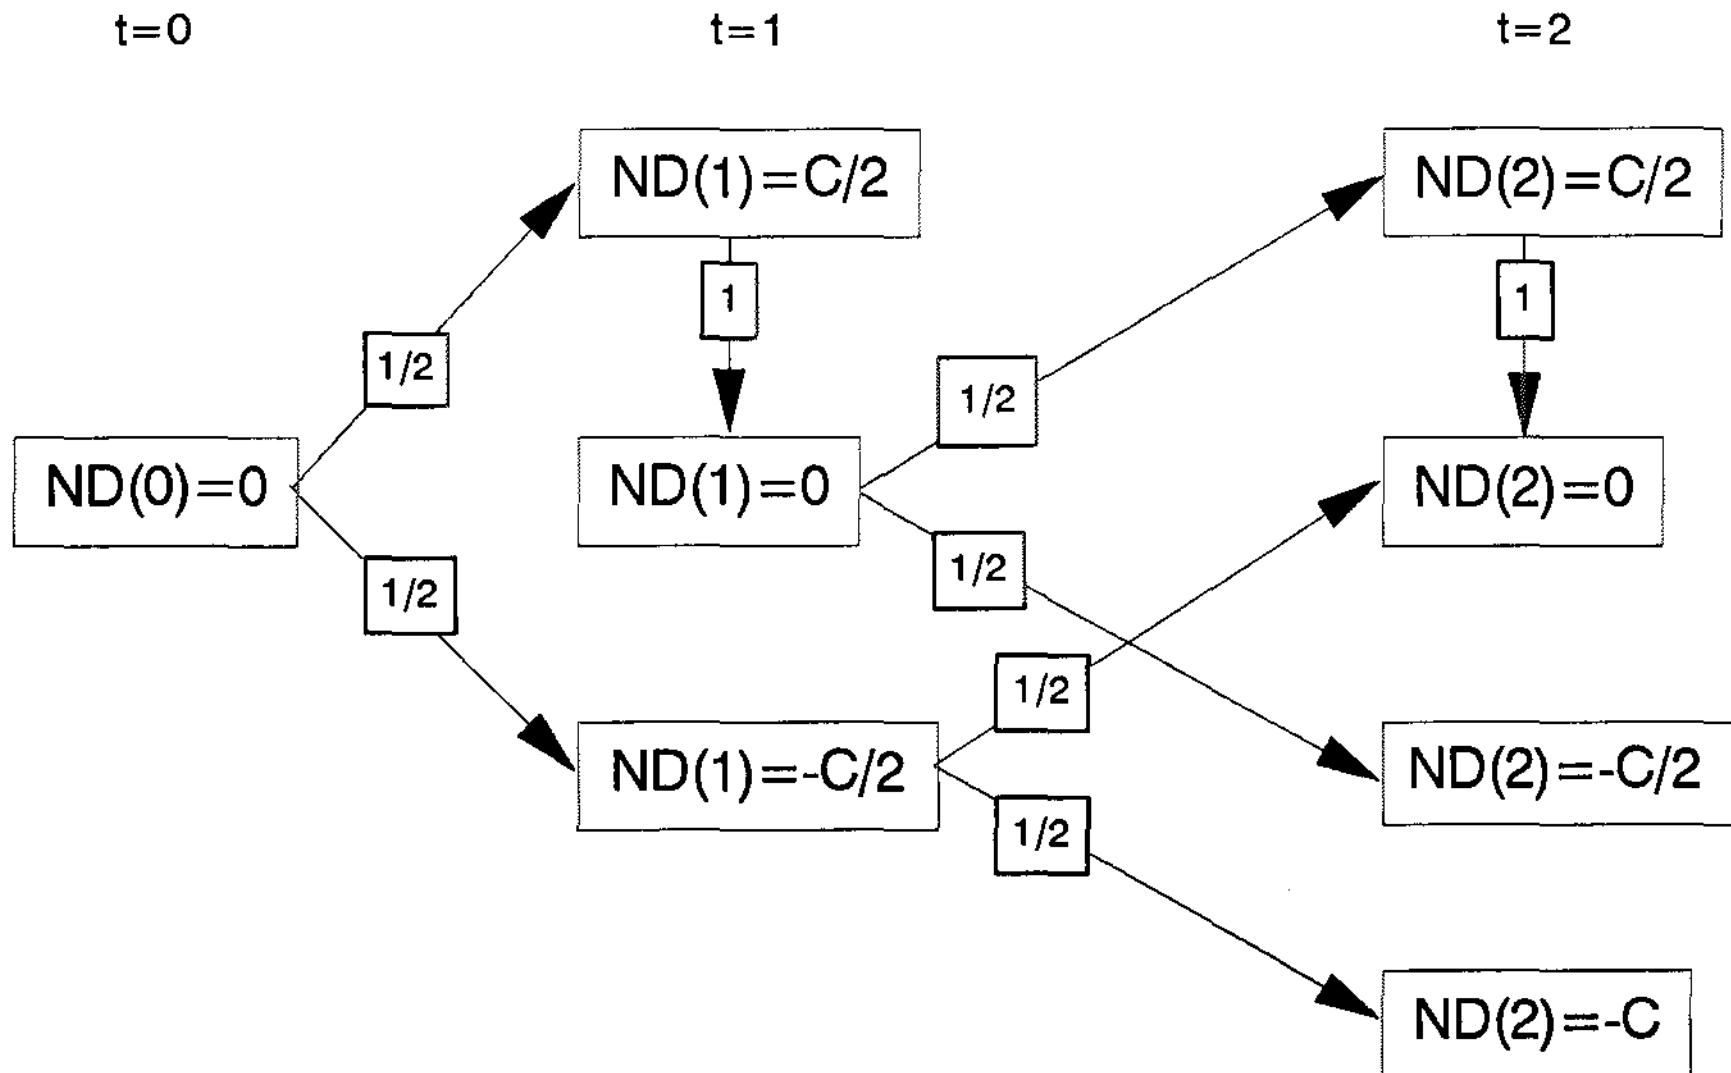 t=0
t=1
t=2
ND(1)=C/2
ND(2)=C/2
1
1
1/2
1/2
ND(0)=0
ND(1)=0
ND(2)=0
1/2
1/2
1/2
ND(1)=-C/2
ND(2)=-C/2
1/2
ND(2)=-C